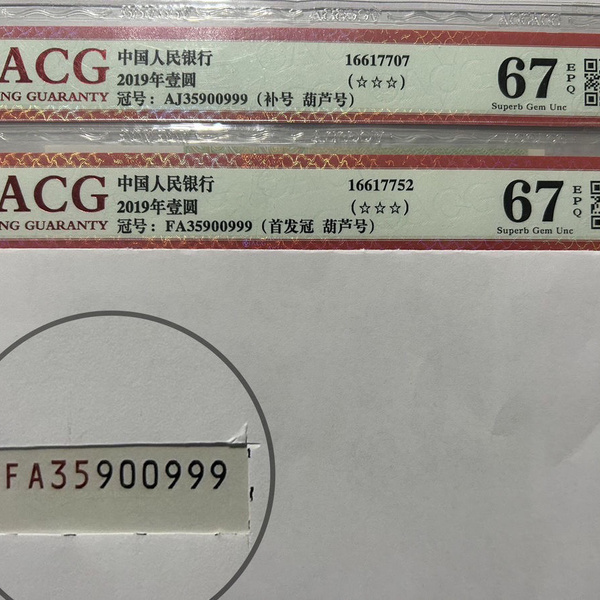 ACG
NG GUARANTY
中国人民银行
2019年壹圆
冠号：AJ35900999（补号 葫芦号）
16617707
(☆☆☆)
67
EPQ
Superb Gem Unc
ACG
NG GUARANTY
中国人民银行
2019年壹圆
冠号：FA35900999（首发冠 葫芦号）
16617752
(☆☆☆)
67
EPQ
Superb Gem Unc
FA35900999